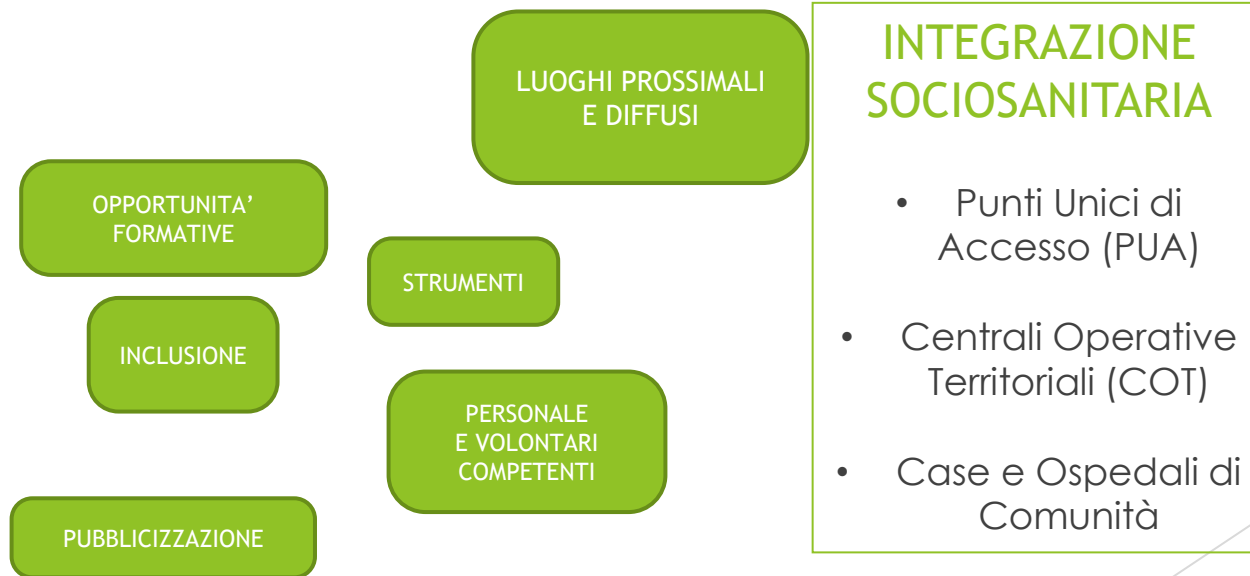 LUOGHI PROSSIMALI
E DIFFUSI
OPPORTUNITA’
FORMATIVE
STRUMENTI
INCLUSIONE
PERSONALE
E VOLONTARI
COMPETENTI
PUBBLICIZZAZIONE
INTEGRAZIONE
SOCIOSANITARIA
• Punti Unici di
Accesso (PUA)
• Centrali Operative
Territoriali (COT)
• Case e Ospedali di
Comunità